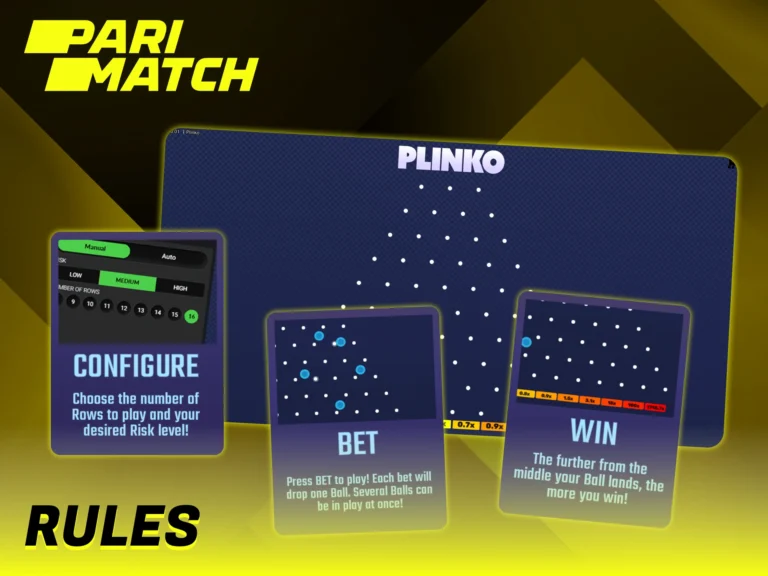 PARI
MATCH
PLINKO
Manual
Auto
LOW
MEDIUM
HIGH
9 10 11 12 13 14 15 16
CONFIGURE
Choose the number of
Rows to play and your
desired Risk level!
0.7x 0.9x
BET
Press BET to play! Each bet will
drop one Ball. Several Balls can
be in play at once!
WIN
The further from the
middle your Ball lands, the
more you win!
RULES